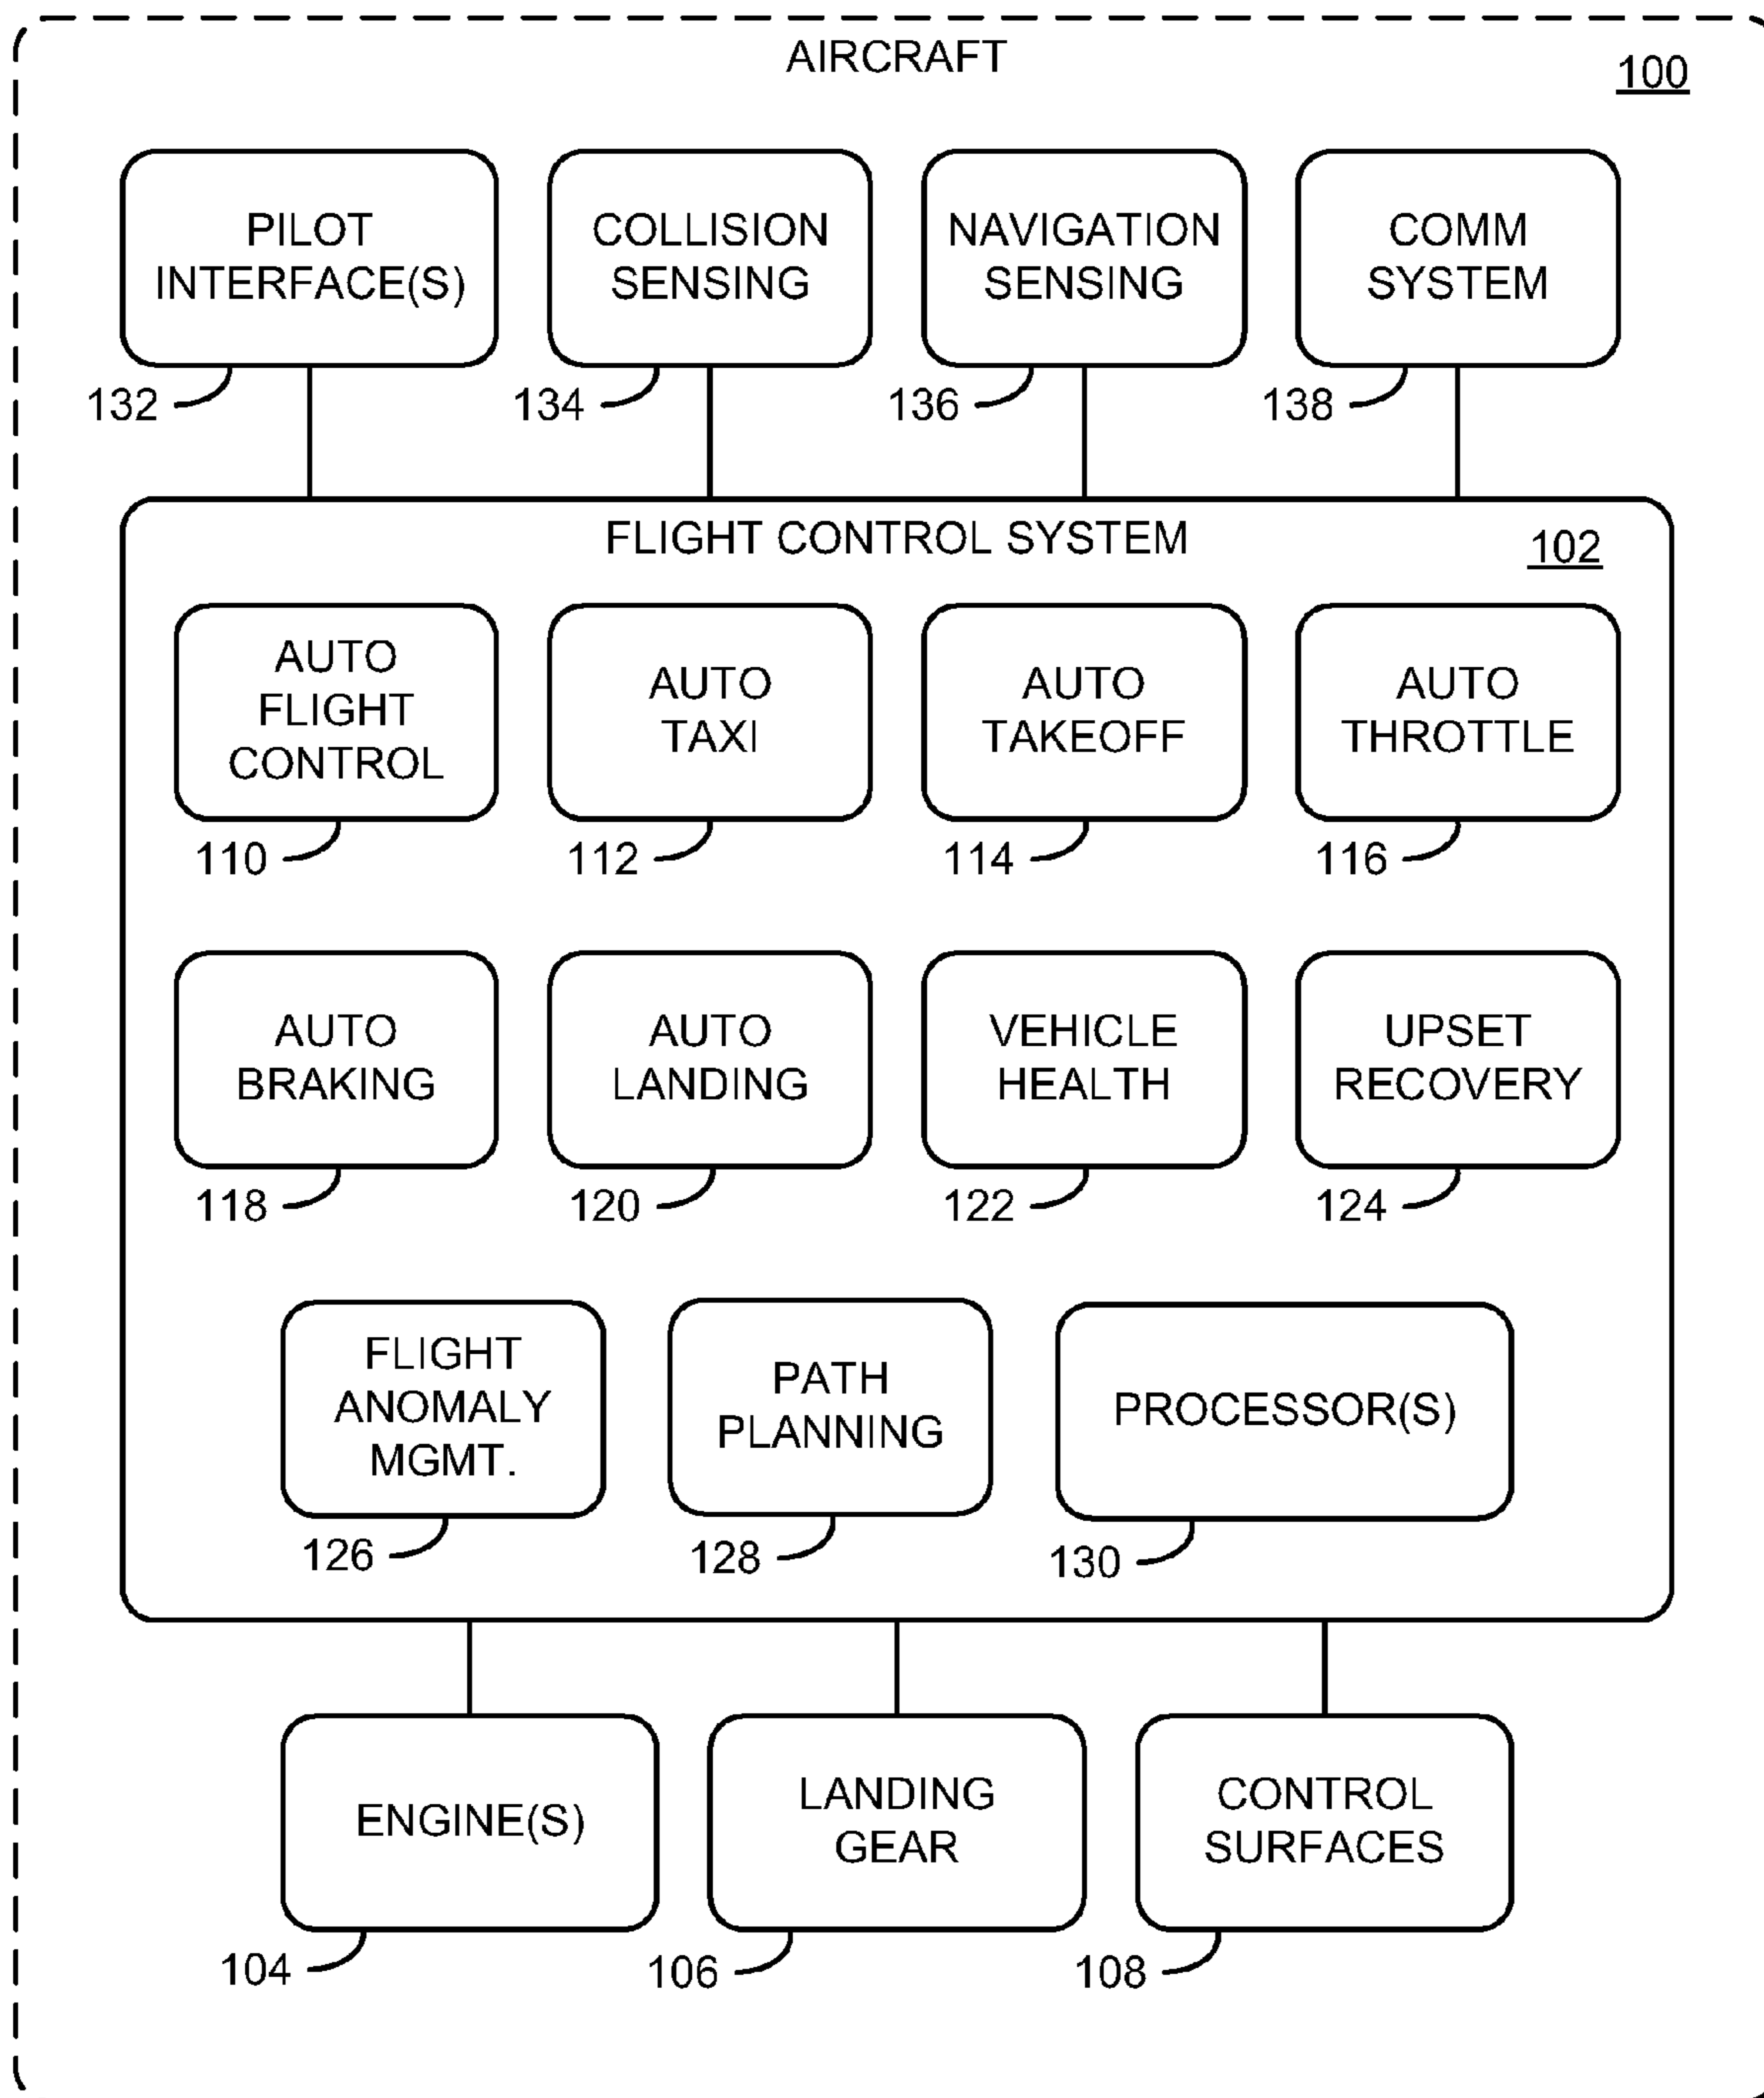 AIRCRAFT
100
PILOT
INTERFACE(S)
COLLISION
SENSING
NAVIGATION
SENSING
COMM
SYSTEM
132
134
136
138
FLIGHT CONTROL SYSTEM
102
AUTO
FLIGHT
CONTROL
AUTO
TAXI
AUTO
TAKEOFF
AUTO
THROTTLE
110
112
114
116
AUTO
BRAKING
AUTO
LANDING
VEHICLE
HEALTH
UPSET
RECOVERY
118
120
122
124
FLIGHT
ANOMALY
MGMT.
PATH
PLANNING
PROCESSOR(S)
126
128
130
ENGINE(S)
LANDING
GEAR
CONTROL
SURFACES
104
106
108